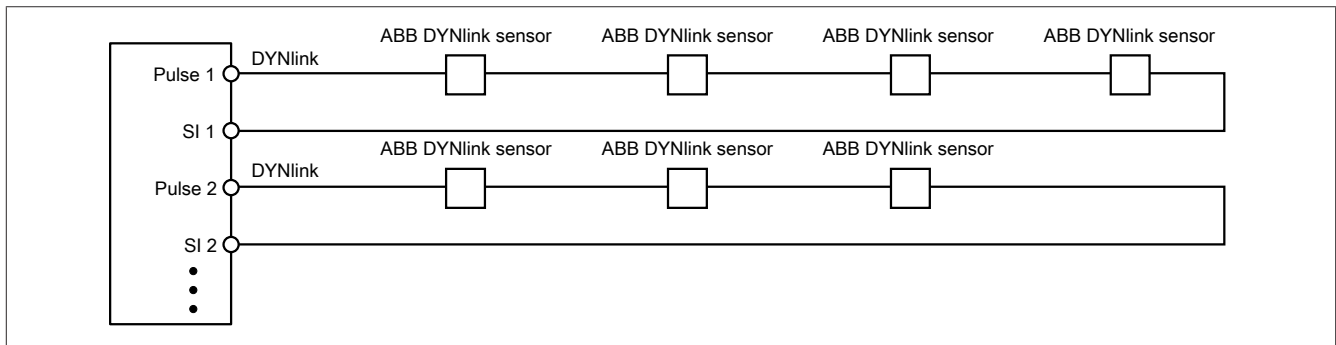 ABB DYNlink sensor ABB DYNlink sensor ABB DYNlink sensor ABB DYNlink sensor
DYNlink
Pulse 1
SI 1
ABB DYNlink sensor ABB DYNlink sensor ABB DYNlink sensor
DYNlink
Pulse 2
SI 2